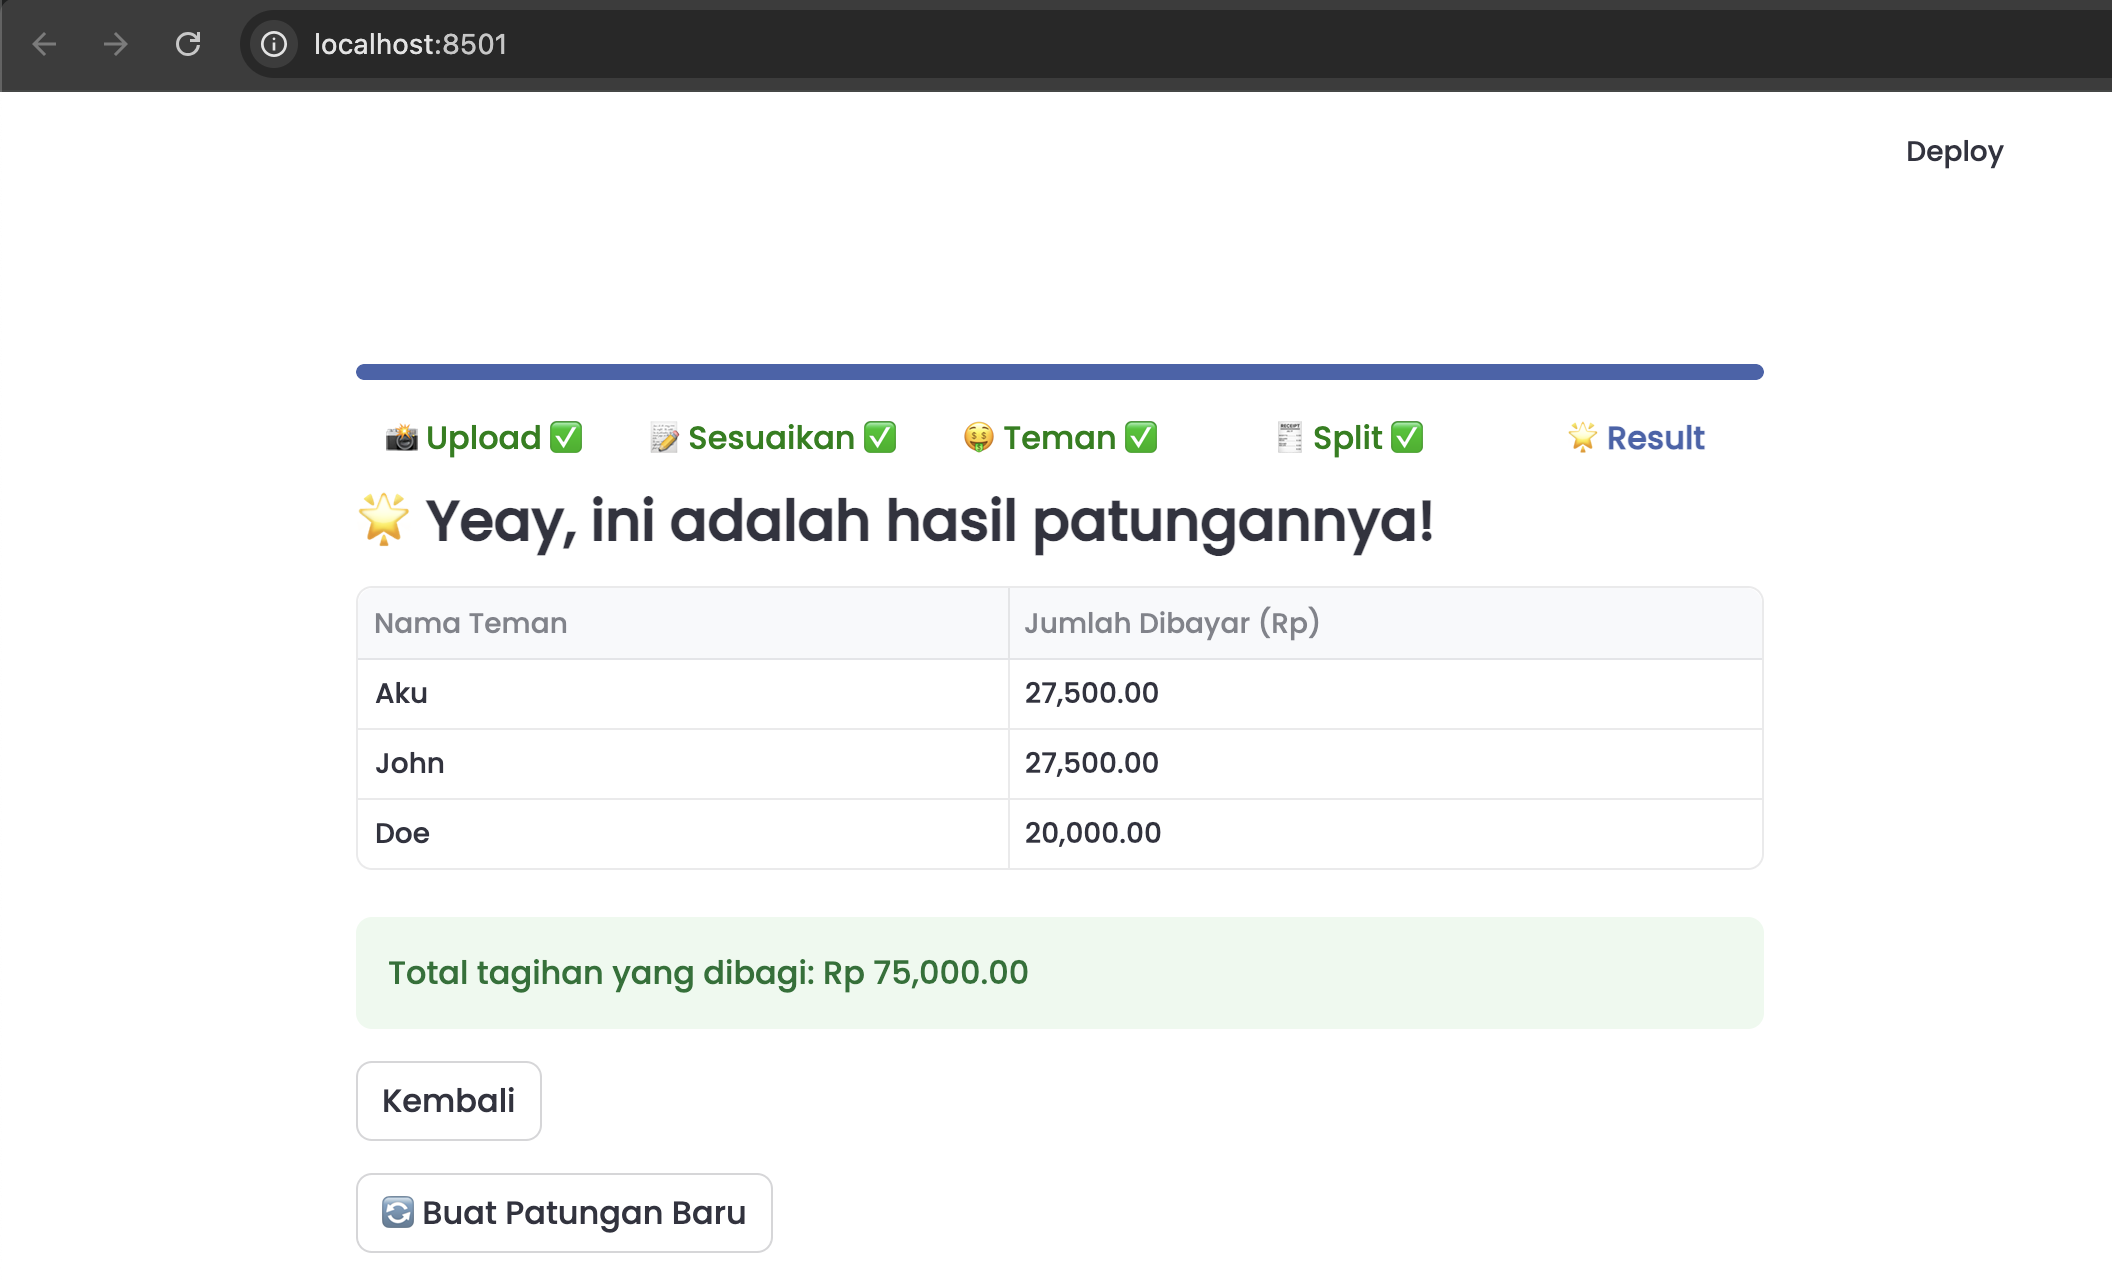 localhost:8501
Deploy
📸 Upload ✅ 📝 Sesuaikan ✅ 🤑 Teman ✅ 🧾 Split ✅ 🌟 Result
🌟 Yeay, ini adalah hasil patungannya!
Nama Teman Jumlah Dibayar (Rp)
Aku 27,500.00
John 27,500.00
Doe 20,000.00
Total tagihan yang dibagi: Rp 75,000.00
Kembali
🔄 Buat Patungan Baru